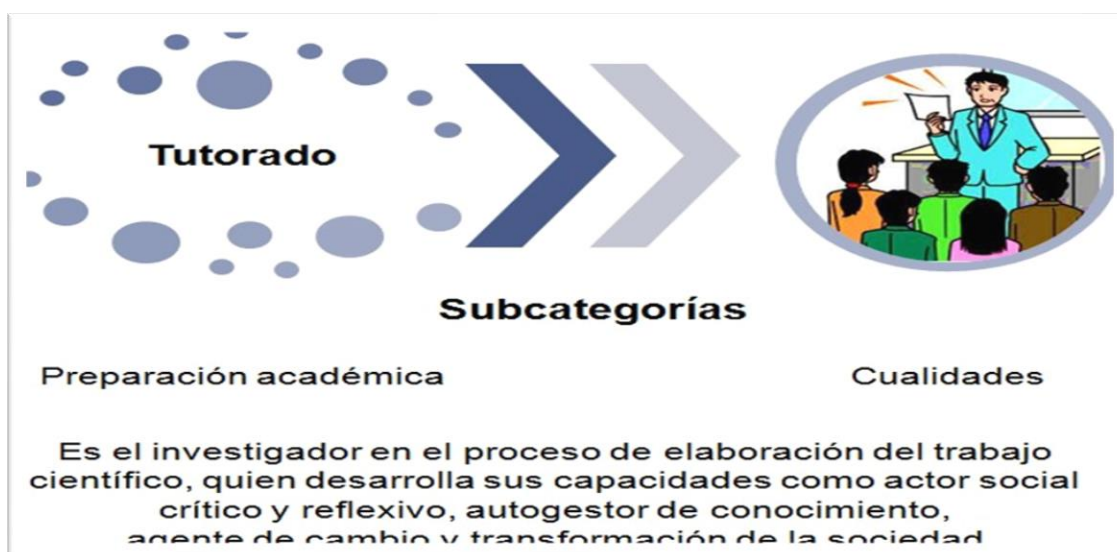 Tutorado
Subcategorías
Preparación académica
Cualidades
Es el investigador en el proceso de elaboración del trabajo
científico, quien desarrolla sus capacidades como actor social
crítico y reflexivo, autogestor de conocimiento,
agente de cambio y transformación de la sociedad